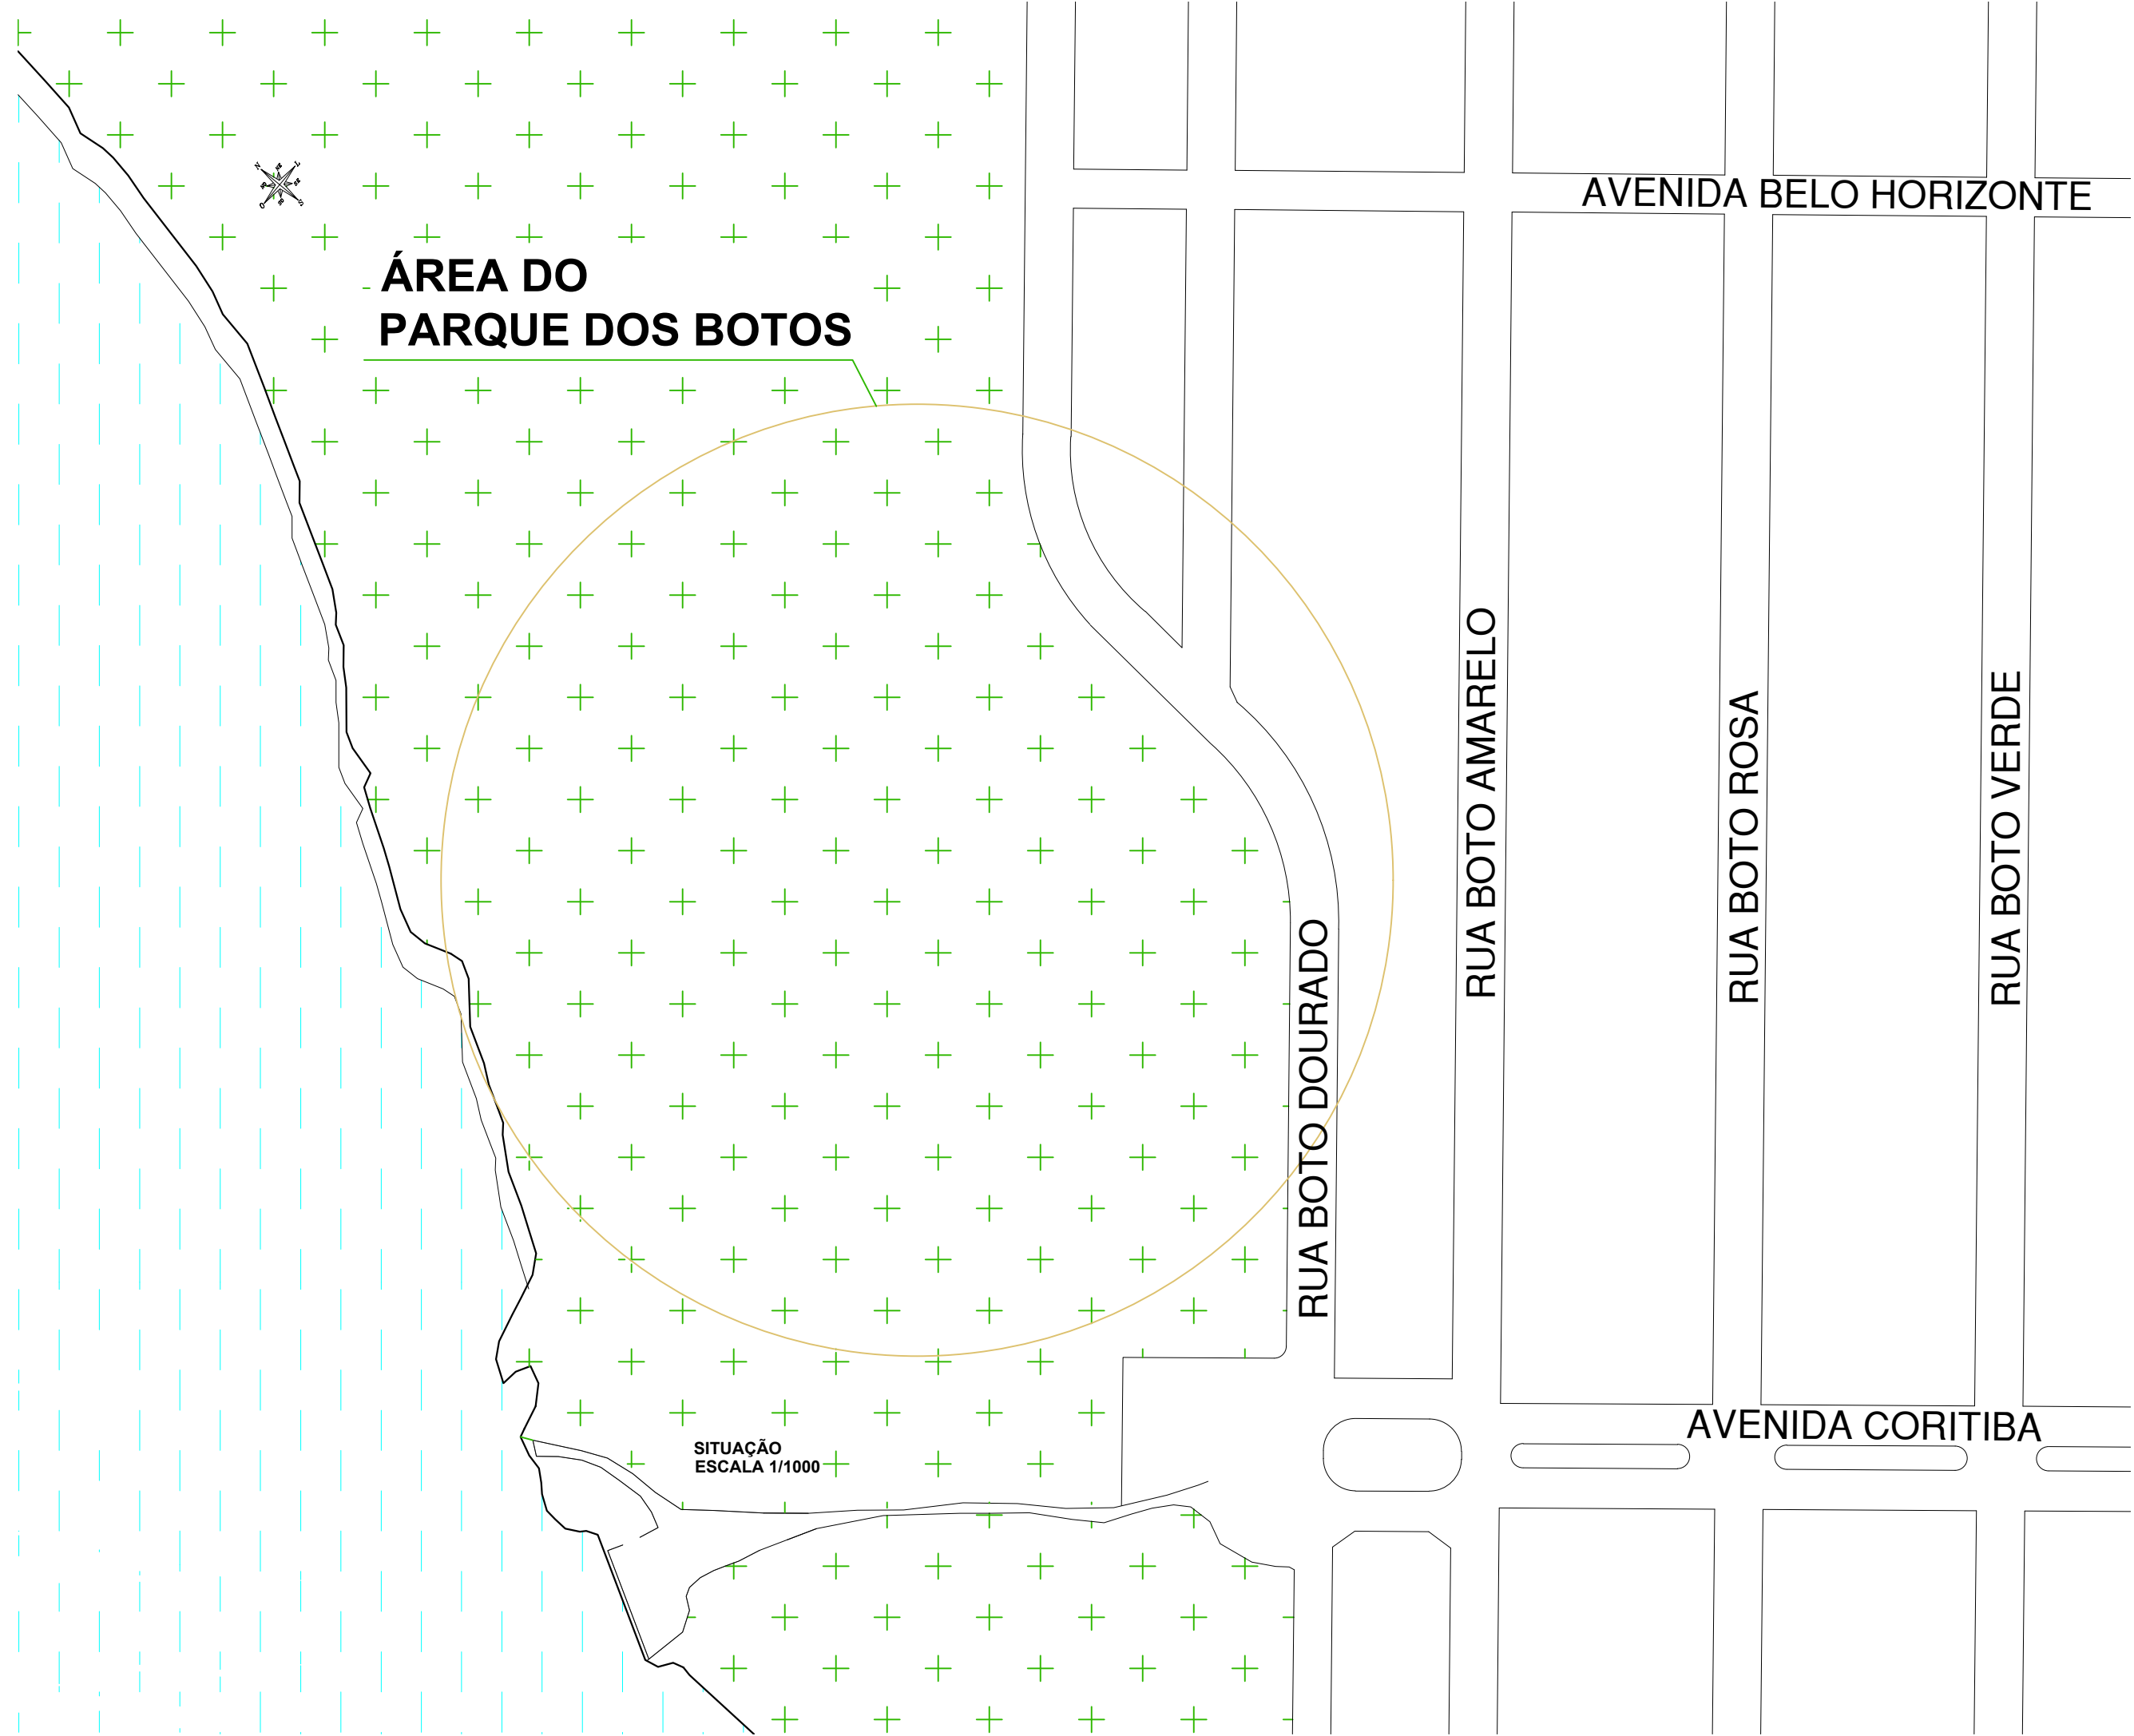 AVENIDA BELO HORIZONTE
N
L
S
O
ÁREA DO
PARQUE DOS BOTOS
RUA BOTO AMARELO
RUA BOTO ROSA
RUA BOTO VERDE
RUA BOTO DOURADO
AVENIDA CORITIBA
SITUAÇÃO
ESCALA 1/1000